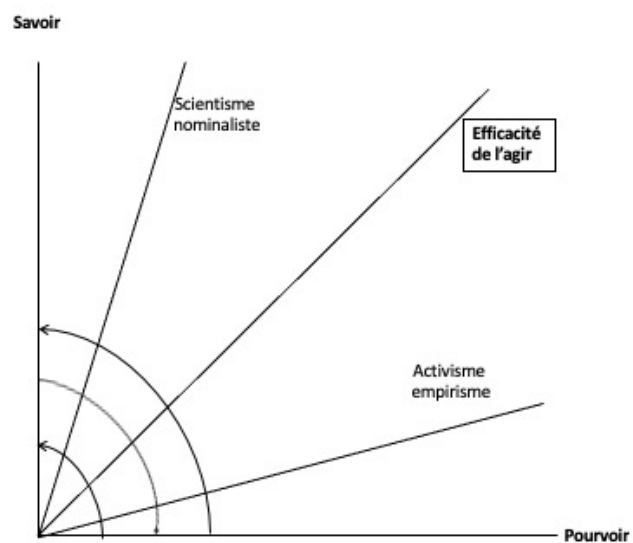 Savoir
Scientisme
nominaliste
Efficacité
de l'agir
Activisme
empirisme
Pourvoir